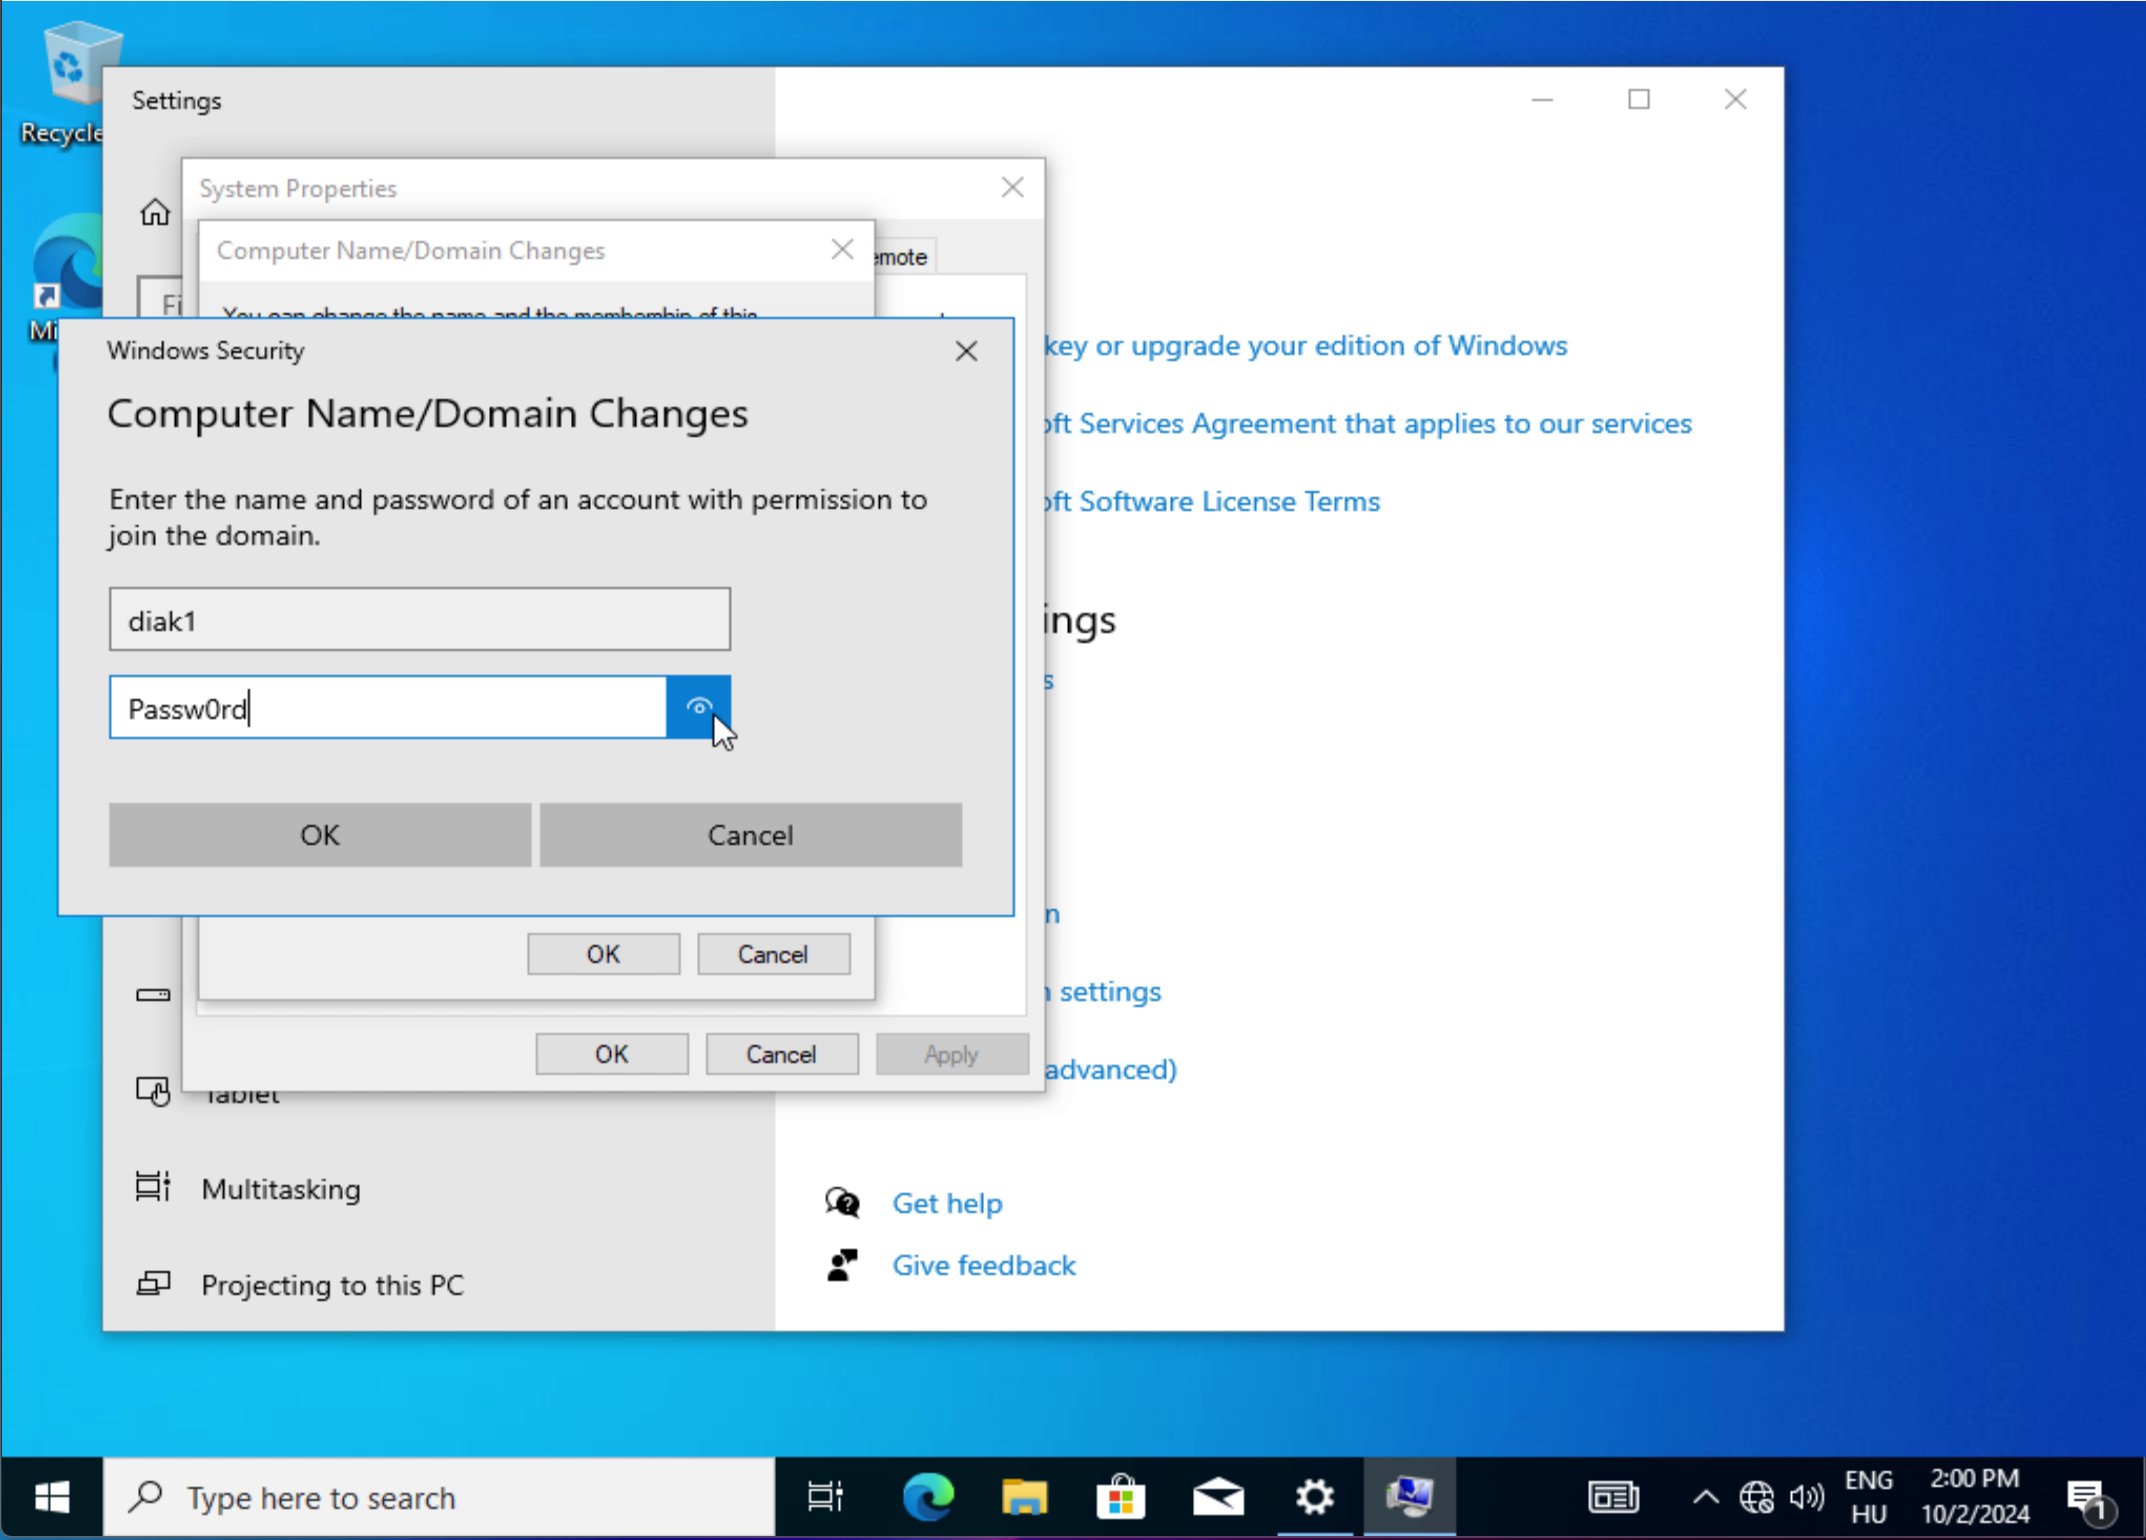 Recycle
Settings
System Properties
Computer Name/Domain Changes
emote
Fi
You can change the name and the membership of this
Mi
Windows Security
Computer Name/Domain Changes
Enter the name and password of an account with permission to
join the domain.
diak1
Passw0rd
OK
Cancel
OK
Cancel
OK
Cancel
Apply
key or upgrade your edition of Windows
oft Services Agreement that applies to our services
oft Software License Terms
ings
s
n
n settings
advanced)
Tablet
Multitasking
Projecting to this PC
Get help
Give feedback
Type here to search
ENG
HU
2:00 PM
10/2/2024
1